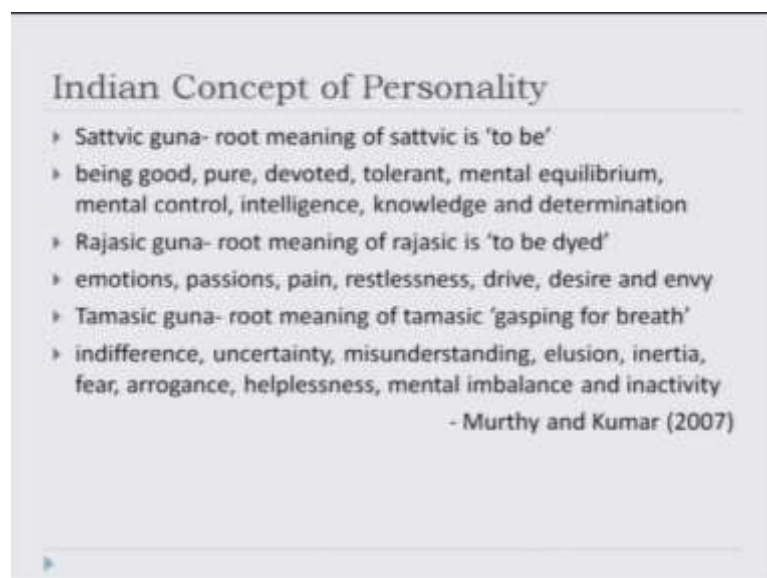 Indian Concept of Personality
Sattvic guna- root meaning of sattvic is 'to be'
being good, pure, devoted, tolerant, mental equilibrium,
mental control, intelligence, knowledge and determination
Rajasic guna- root meaning of rajasic is 'to be dyed'
emotions, passions, pain, restlessness, drive, desire and envy
Tamasic guna- root meaning of tamasic 'gasping for breath'
indifference, uncertainty, misunderstanding, elusion, inertia,
fear, arrogance, helplessness, mental imbalance and inactivity
- Murthy and Kumar (2007)